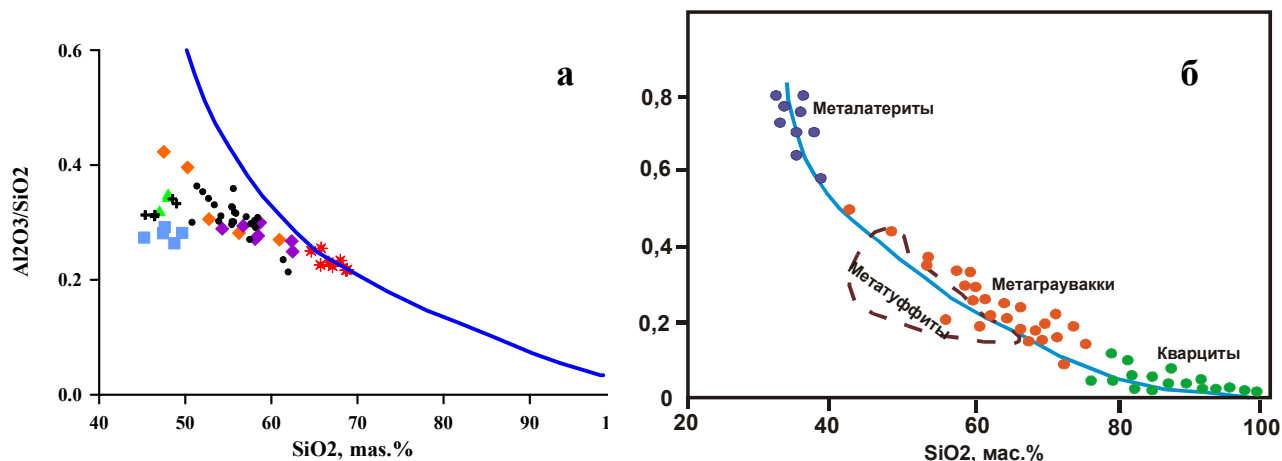 а
0.6
0.4
0.2
0.0
40 50 60 70 80 90 1
Al2O3/SiO2
SiO2, mas.%
б
0,8
0,6
0,4
0,2
0
20 40 60 80 100
Металатериты
Метатуффиты
Метаграувакки
Кварциты
SiO2, мас.%